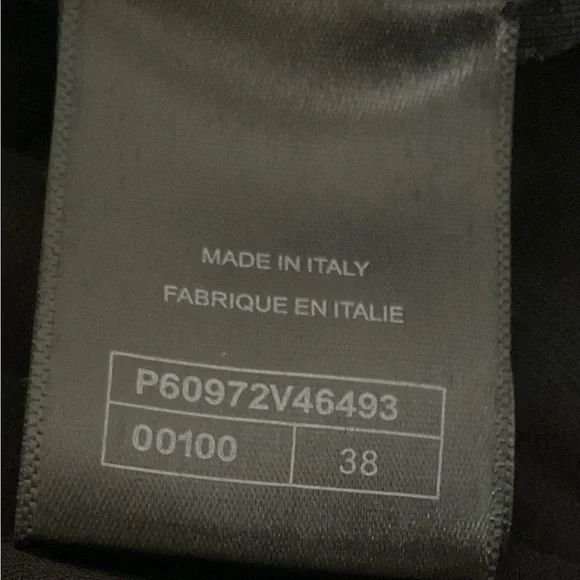 MADE IN ITALY
FABRIQUE EN ITALIE
P60972V46493
00100 38